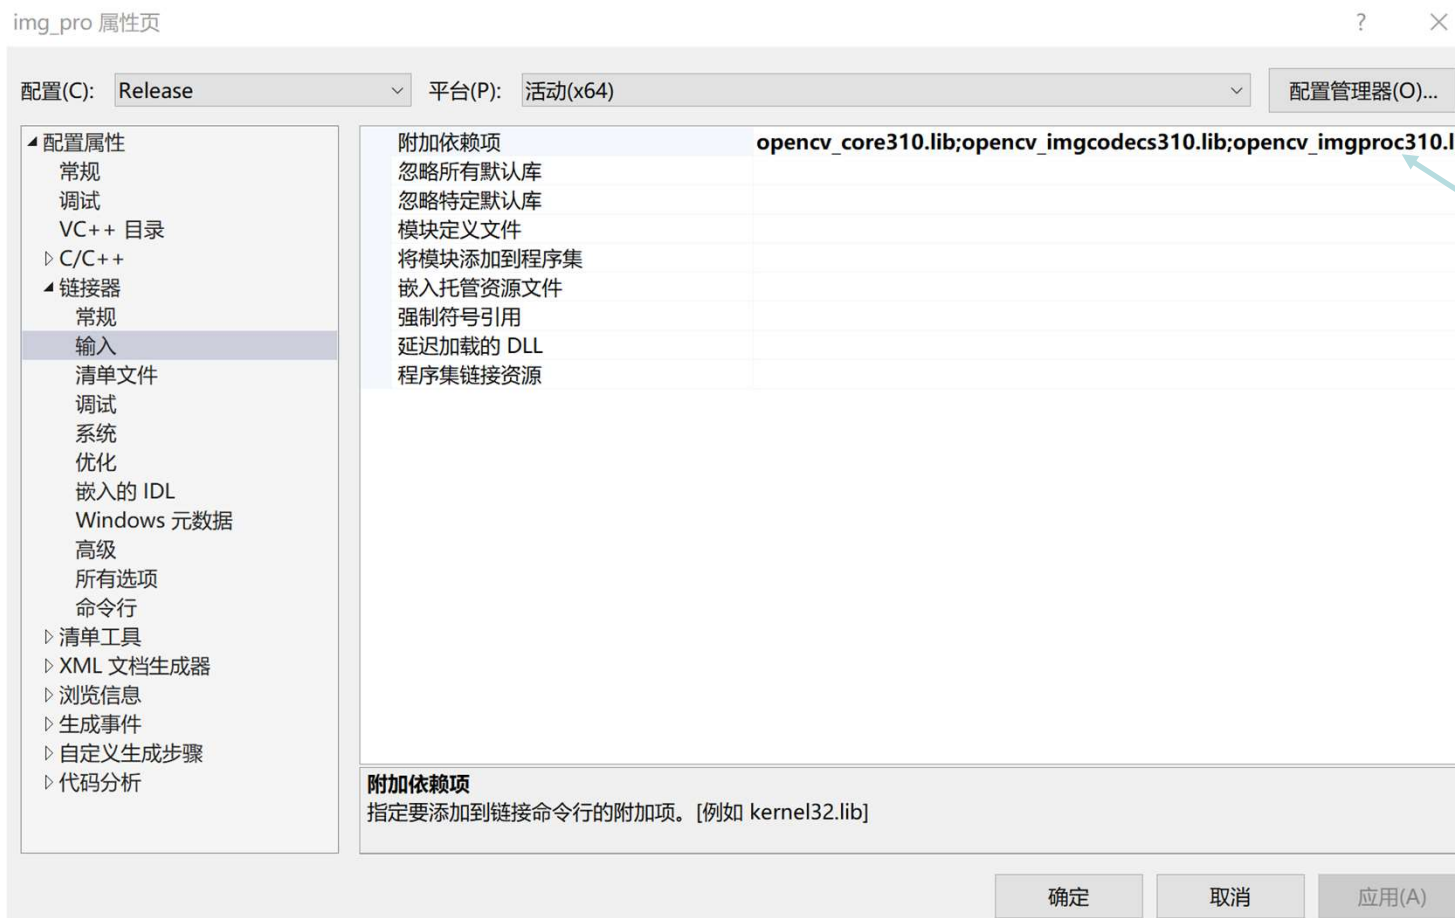 img_pro 属性页
?
配置(C):
Release
平台(P):
活动(x64)
配置管理器(O)...
配置属性
常规
调试
VC++ 目录
C/C++
链接器
常规
输入
清单文件
调试
系统
优化
嵌入的 IDL
Windows 元数据
高级
所有选项
命令行
清单工具
XML 文档生成器
浏览信息
生成事件
自定义生成步骤
代码分析
附加依赖项 opencv_core310.lib;opencv_imgcodecs310.lib;opencv_imgproc310.l
忽略所有默认库
忽略特定默认库
模块定义文件
将模块添加到程序集
嵌入托管资源文件
强制符号引用
延迟加载的 DLL
程序集链接资源
附加依赖项
指定要添加到链接命令行的附加项。[例如 kernel32.lib]
确定
取消
应用(A)